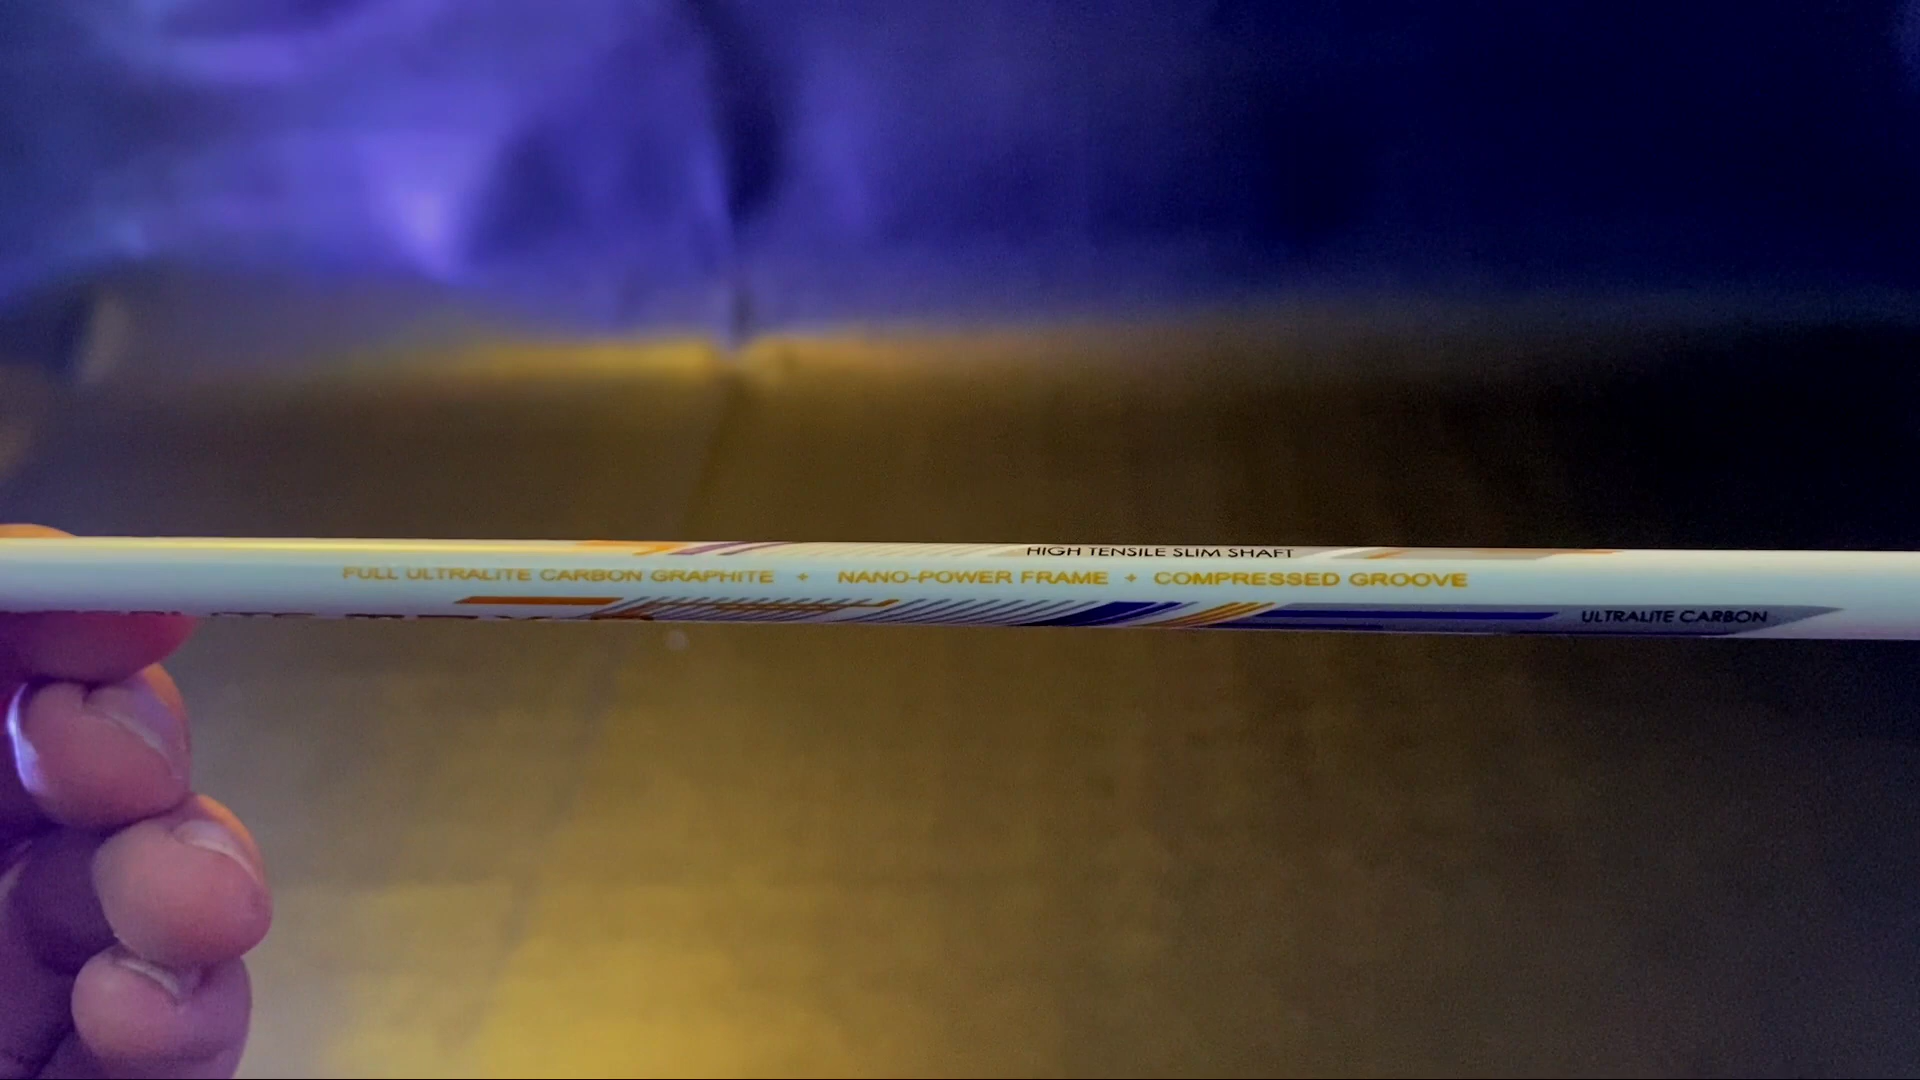 HIGH TENSILE SLIM SHAFT
FULL ULTRALITE CARBON GRAPHITE + NANO-POWER FRAME + COMPRESSED GROOVE
ULTRALITE CARBON